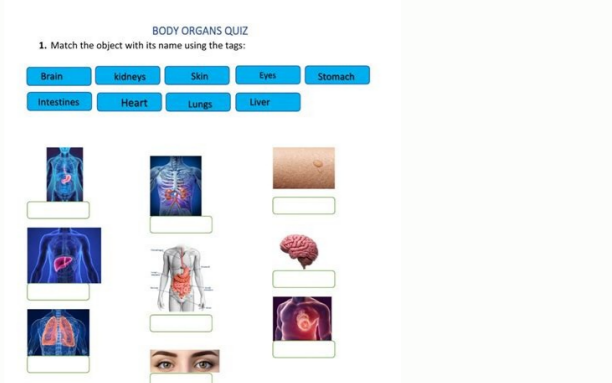 BODY ORGANS QUIZ
1. Match the object with its name using the tags:
Brain kidneys Skin Eyes Stomach
Intestines Heart Lungs Liver